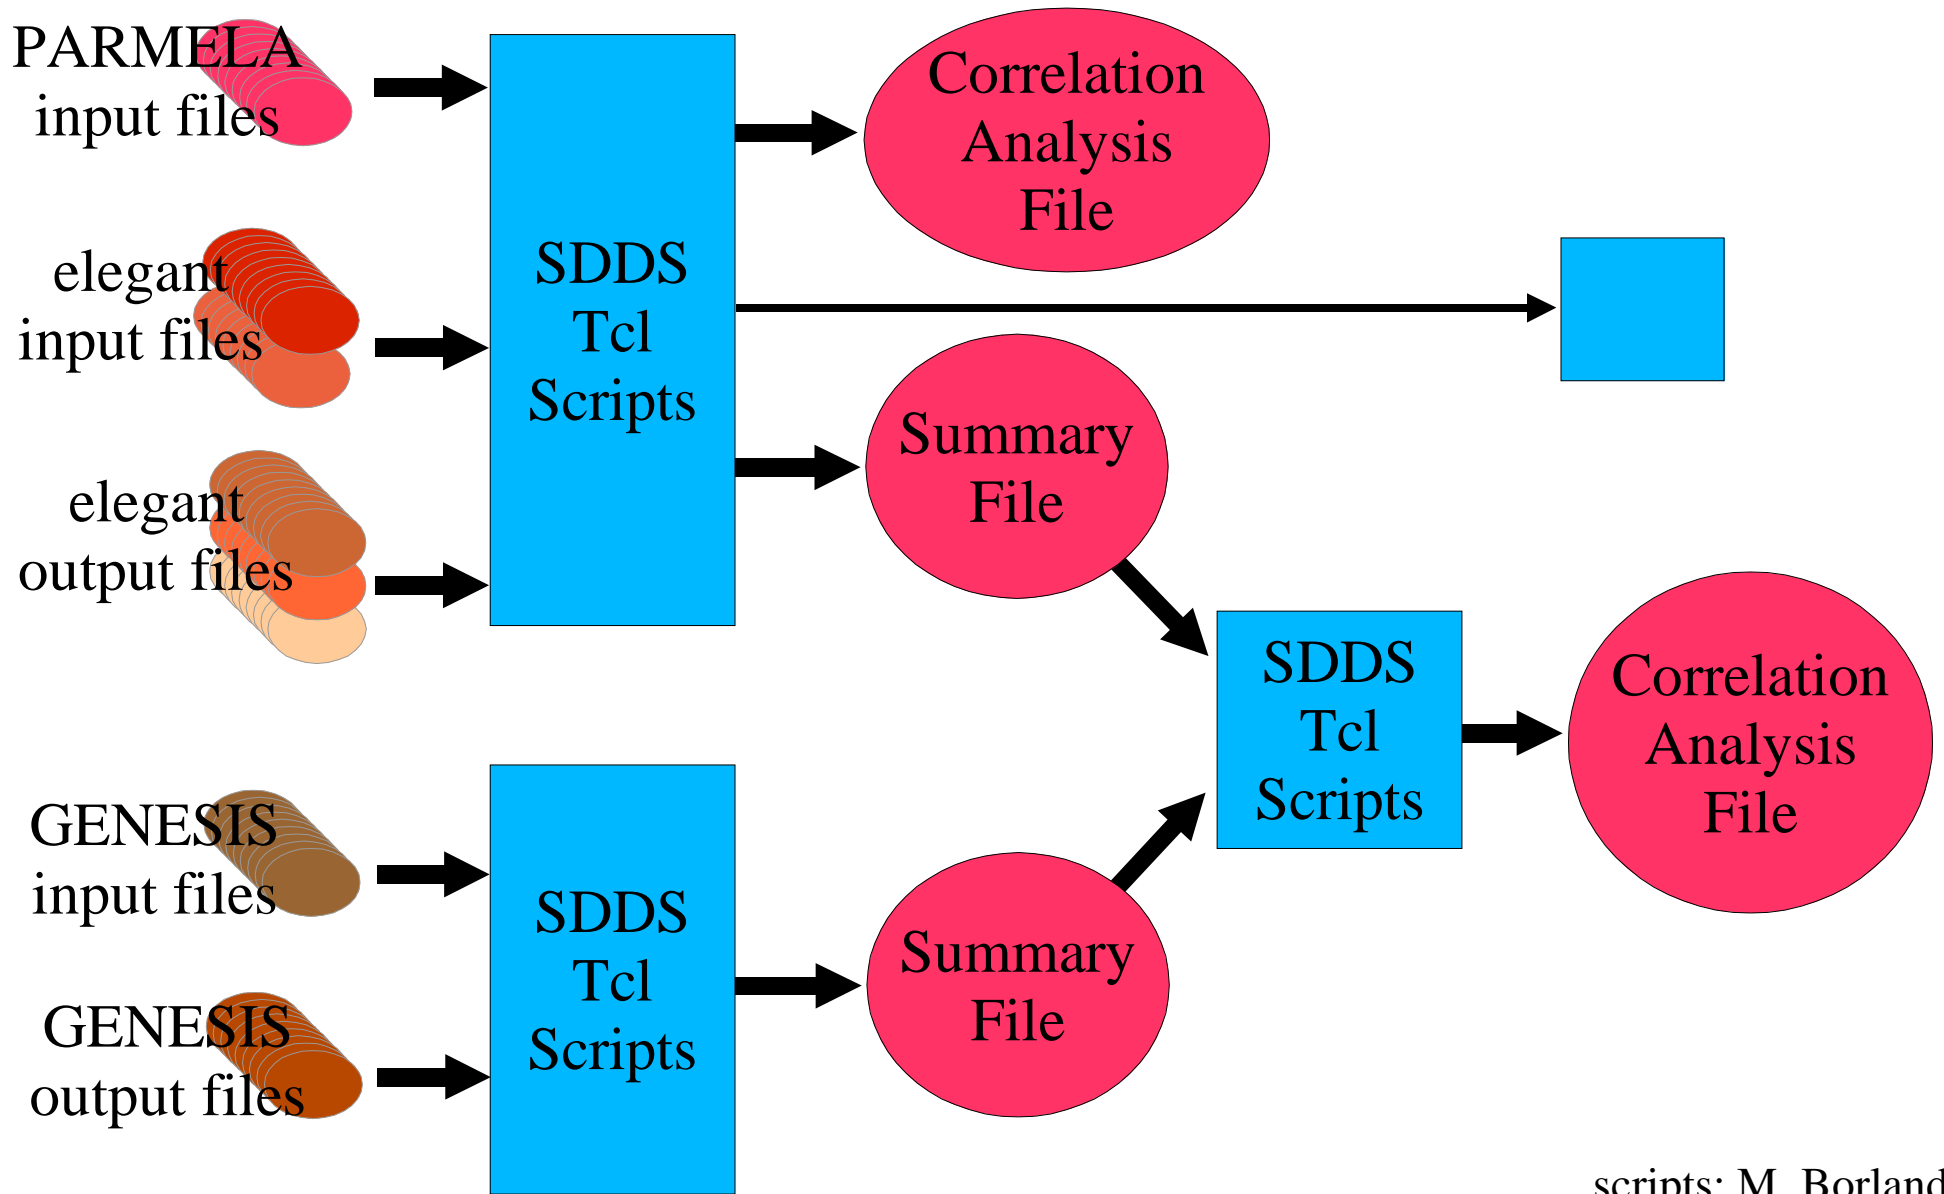 PARMELA
input files
elegant
input files
elegant
output files
GENESIS
input files
GENESIS
output files
SDDS
Tcl
Scripts
SDDS
Tcl
Scripts
Correlation
Analysis
File
Summary
File
Summary
File
SDDS
Tcl
Scripts
Correlation
Analysis
File
scripts: M. Borland